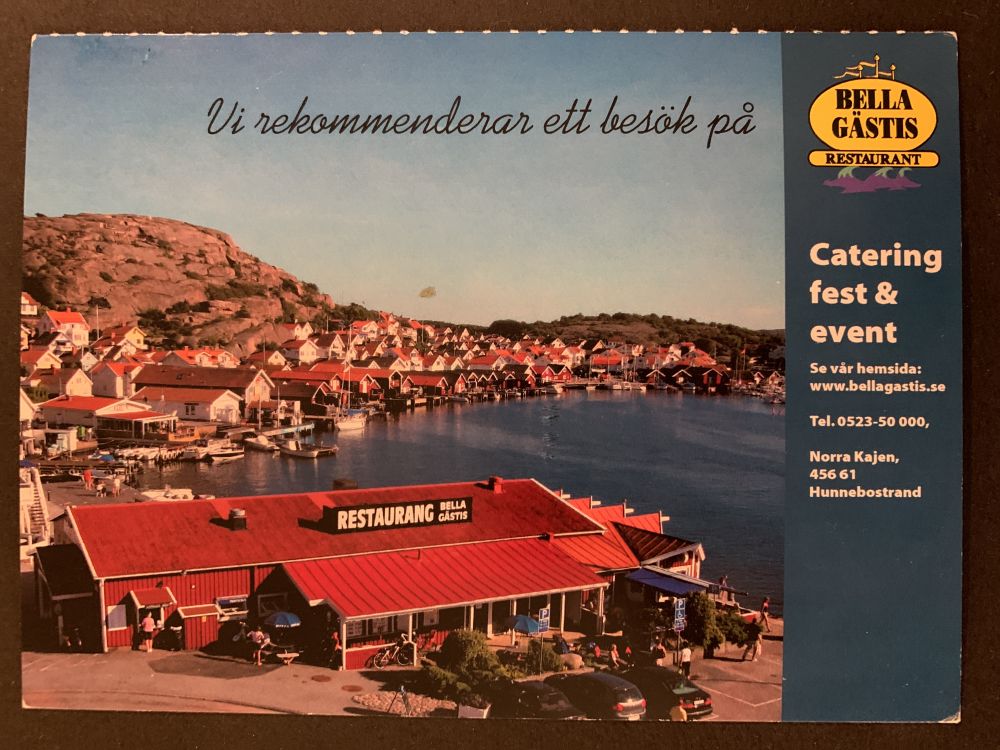 Vi rekommenderar ett besök på
BELLA
GÄSTIS
RESTAURANT
Catering
fest &
event
Se vår hemsida:
www.bellagastis.se
Tel. 0523-50 000,
Norra Kajen,
456 61
Hunnebostrand
RESTAURANG BELLA
GÄSTIS
P
P